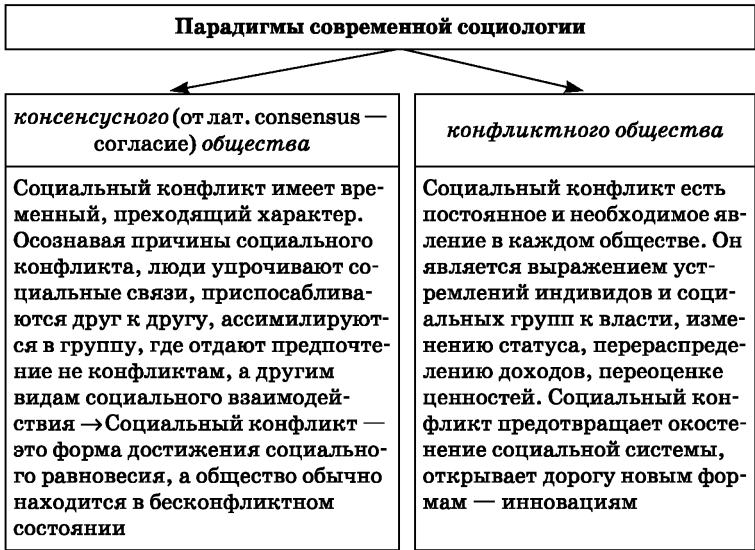 Парадигмы современной социологии
консенсусного (от лат. consensus —
согласие) общества
Социальный конфликт имеет вре-
менный, преходящий характер.
Осознавая причины социального
конфликта, люди упрочивают со-
циальные связи, приспосаблива-
ются друг к другу, ассимилируют-
ся в группу, где отдают предпочте-
ние не конфликтам, а другим
видам социального взаимодей-
ствия → Социальный конфликт —
это форма достижения социально-
го равновесия, а общество обычно
находится в бесконфликтном
состоянии
конфликтного общества
Социальный конфликт есть
постоянное и необходимое яв-
ление в каждом обществе. Он
является выражением уст-
ремлений индивидов и соци-
альных групп к власти, изме-
нению статуса, перераспреде-
лению доходов, переоценке
ценностей. Социальный кон-
фликт предотвращает окосте-
нение социальной системы,
открывает дорогу новым фор-
мам — инновациям